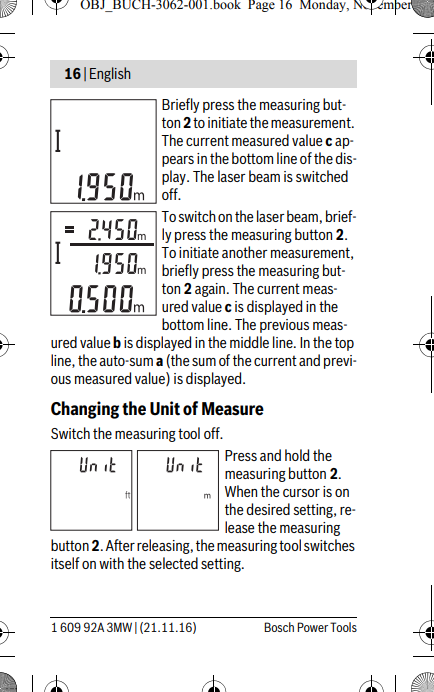 OBJ_BUCH-3062-001.book Page 16 Monday, November
16 | English
Briefly press the measuring but-
ton 2 to initiate the measurement.
The current measured value c ap-
pears in the bottom line of the dis-
play. The laser beam is switched
off.
1.950m
To switch on the laser beam, brief-
ly press the measuring button 2.
To initiate another measurement,
briefly press the measuring but-
ton 2 again. The current meas-
ured value c is displayed in the
bottom line. The previous meas-
= 2.450m
1.950m
0.500m
ured value b is displayed in the middle line. In the top
line, the auto-sum a (the sum of the current and previ-
ous measured value) is displayed.
Changing the Unit of Measure
Switch the measuring tool off.
Unit
ft
Unit
m
Press and hold the
measuring button 2.
When the cursor is on
the desired setting, re-
lease the measuring
button 2. After releasing, the measuring tool switches
itself on with the selected setting.
1 609 92A 3MW | (21.11.16)
Bosch Power Tools